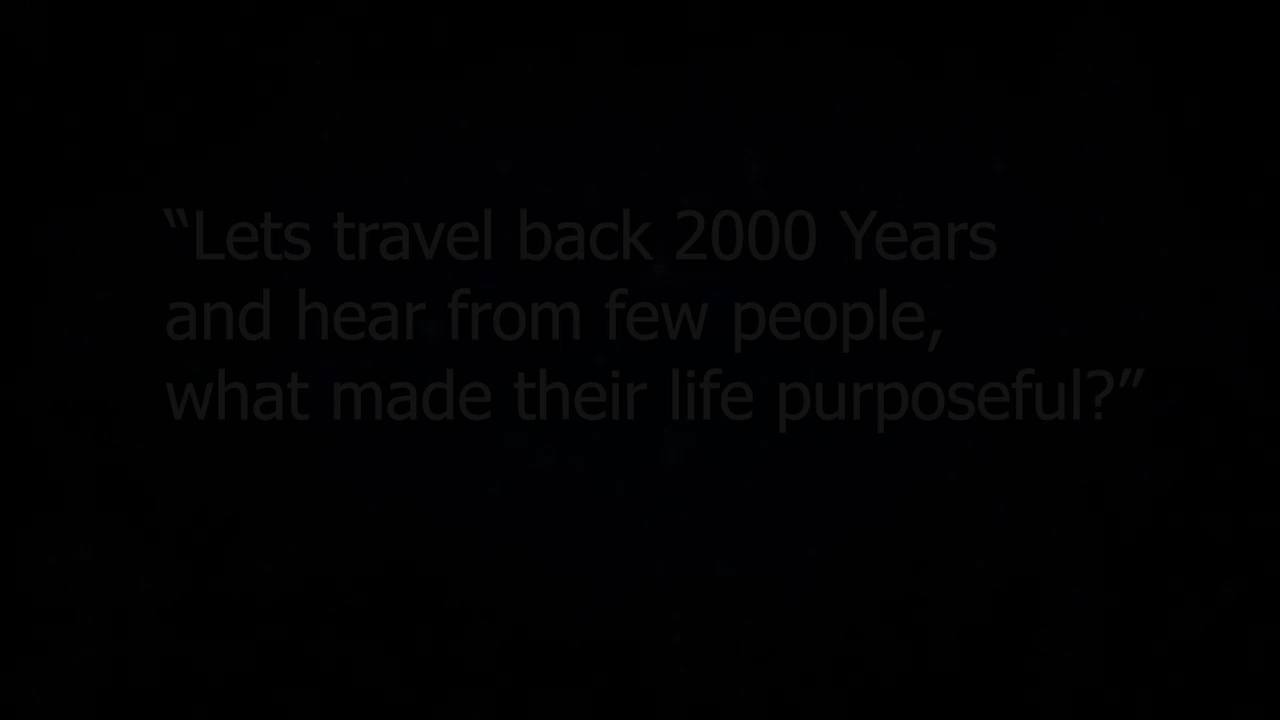 “Lets travel back 2000 Years
and hear from few people,
what made their life purposeful?”